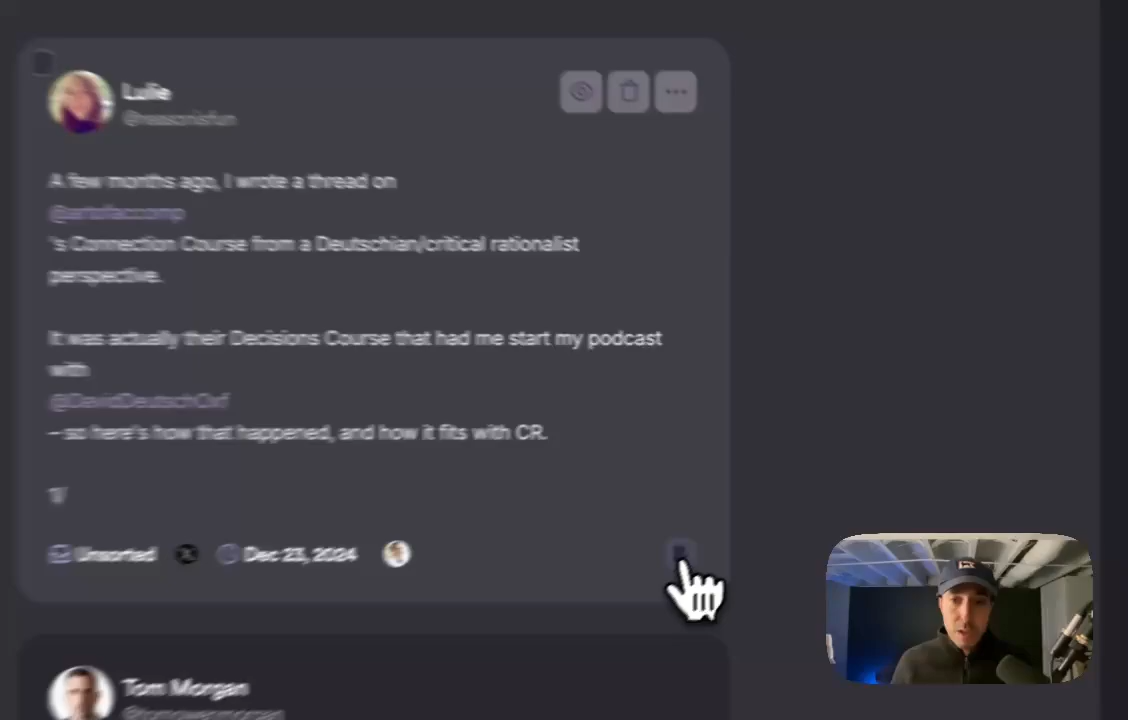 Lulie
@reasonisfun
A few months ago, I wrote a thread on
@artofaccomp
's Connection Course from a Deutschian/critical rationalist
perspective.
It was actually their Decisions Course that had me start my podcast
with
@DavidDeutschOxf
– so here's how that happened, and how it fits with CR.
1/
Unsorted
Dec 23, 2024
Tom Morgan